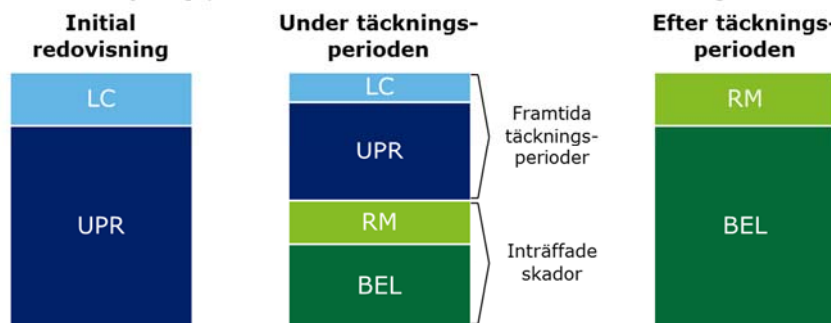 Initial
redovisning
LC
UPR
Under täcknings-
perioden
LC
UPR
RM
BEL
Framtida
täcknings-
perioder
Inträffade
skador
Efter täcknings-
perioden
RM
BEL